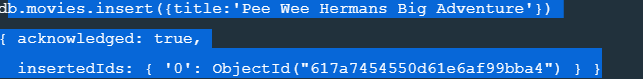 db.movies.insert({title:'Pee Wee Hermans Big Adventure'})
{ acknowledged: true,
insertedIds: { '0': ObjectId("617a7454550d61e6af99bba4") } }